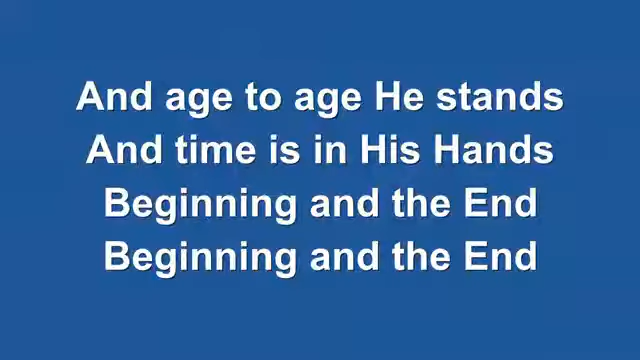 And age to age He stands
And time is in His Hands
Beginning and the End
Beginning and the End